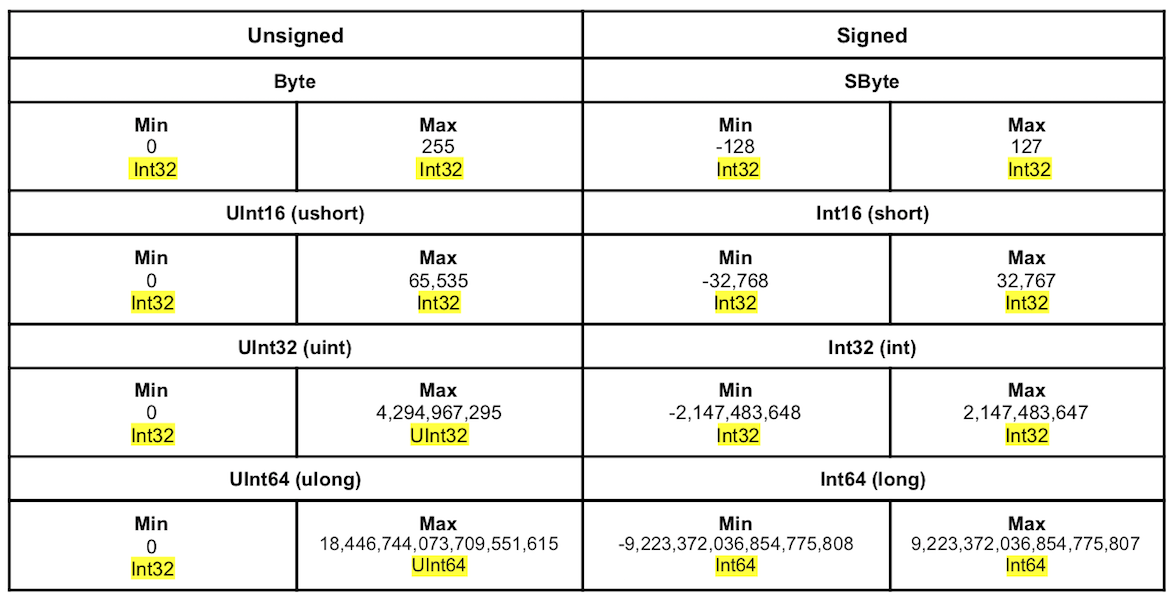 Unsigned
Signed
Byte
SByte
Min
0
Int32
Max
255
Int32
Min
-128
Int32
Max
127
Int32
UInt16 (ushort)
Int16 (short)
Min
0
Int32
Max
65,535
Int32
Min
-32,768
Int32
Max
32,767
Int32
UInt32 (uint)
Int32 (int)
Min
0
Int32
Max
4,294,967,295
UInt32
Min
-2,147,483,648
Int32
Max
2,147,483,647
Int32
UInt64 (ulong)
Int64 (long)
Min
0
Int32
Max
18,446,744,073,709,551,615
UInt64
Min
-9,223,372,036,854,775,808
Int64
Max
9,223,372,036,854,775,807
Int64